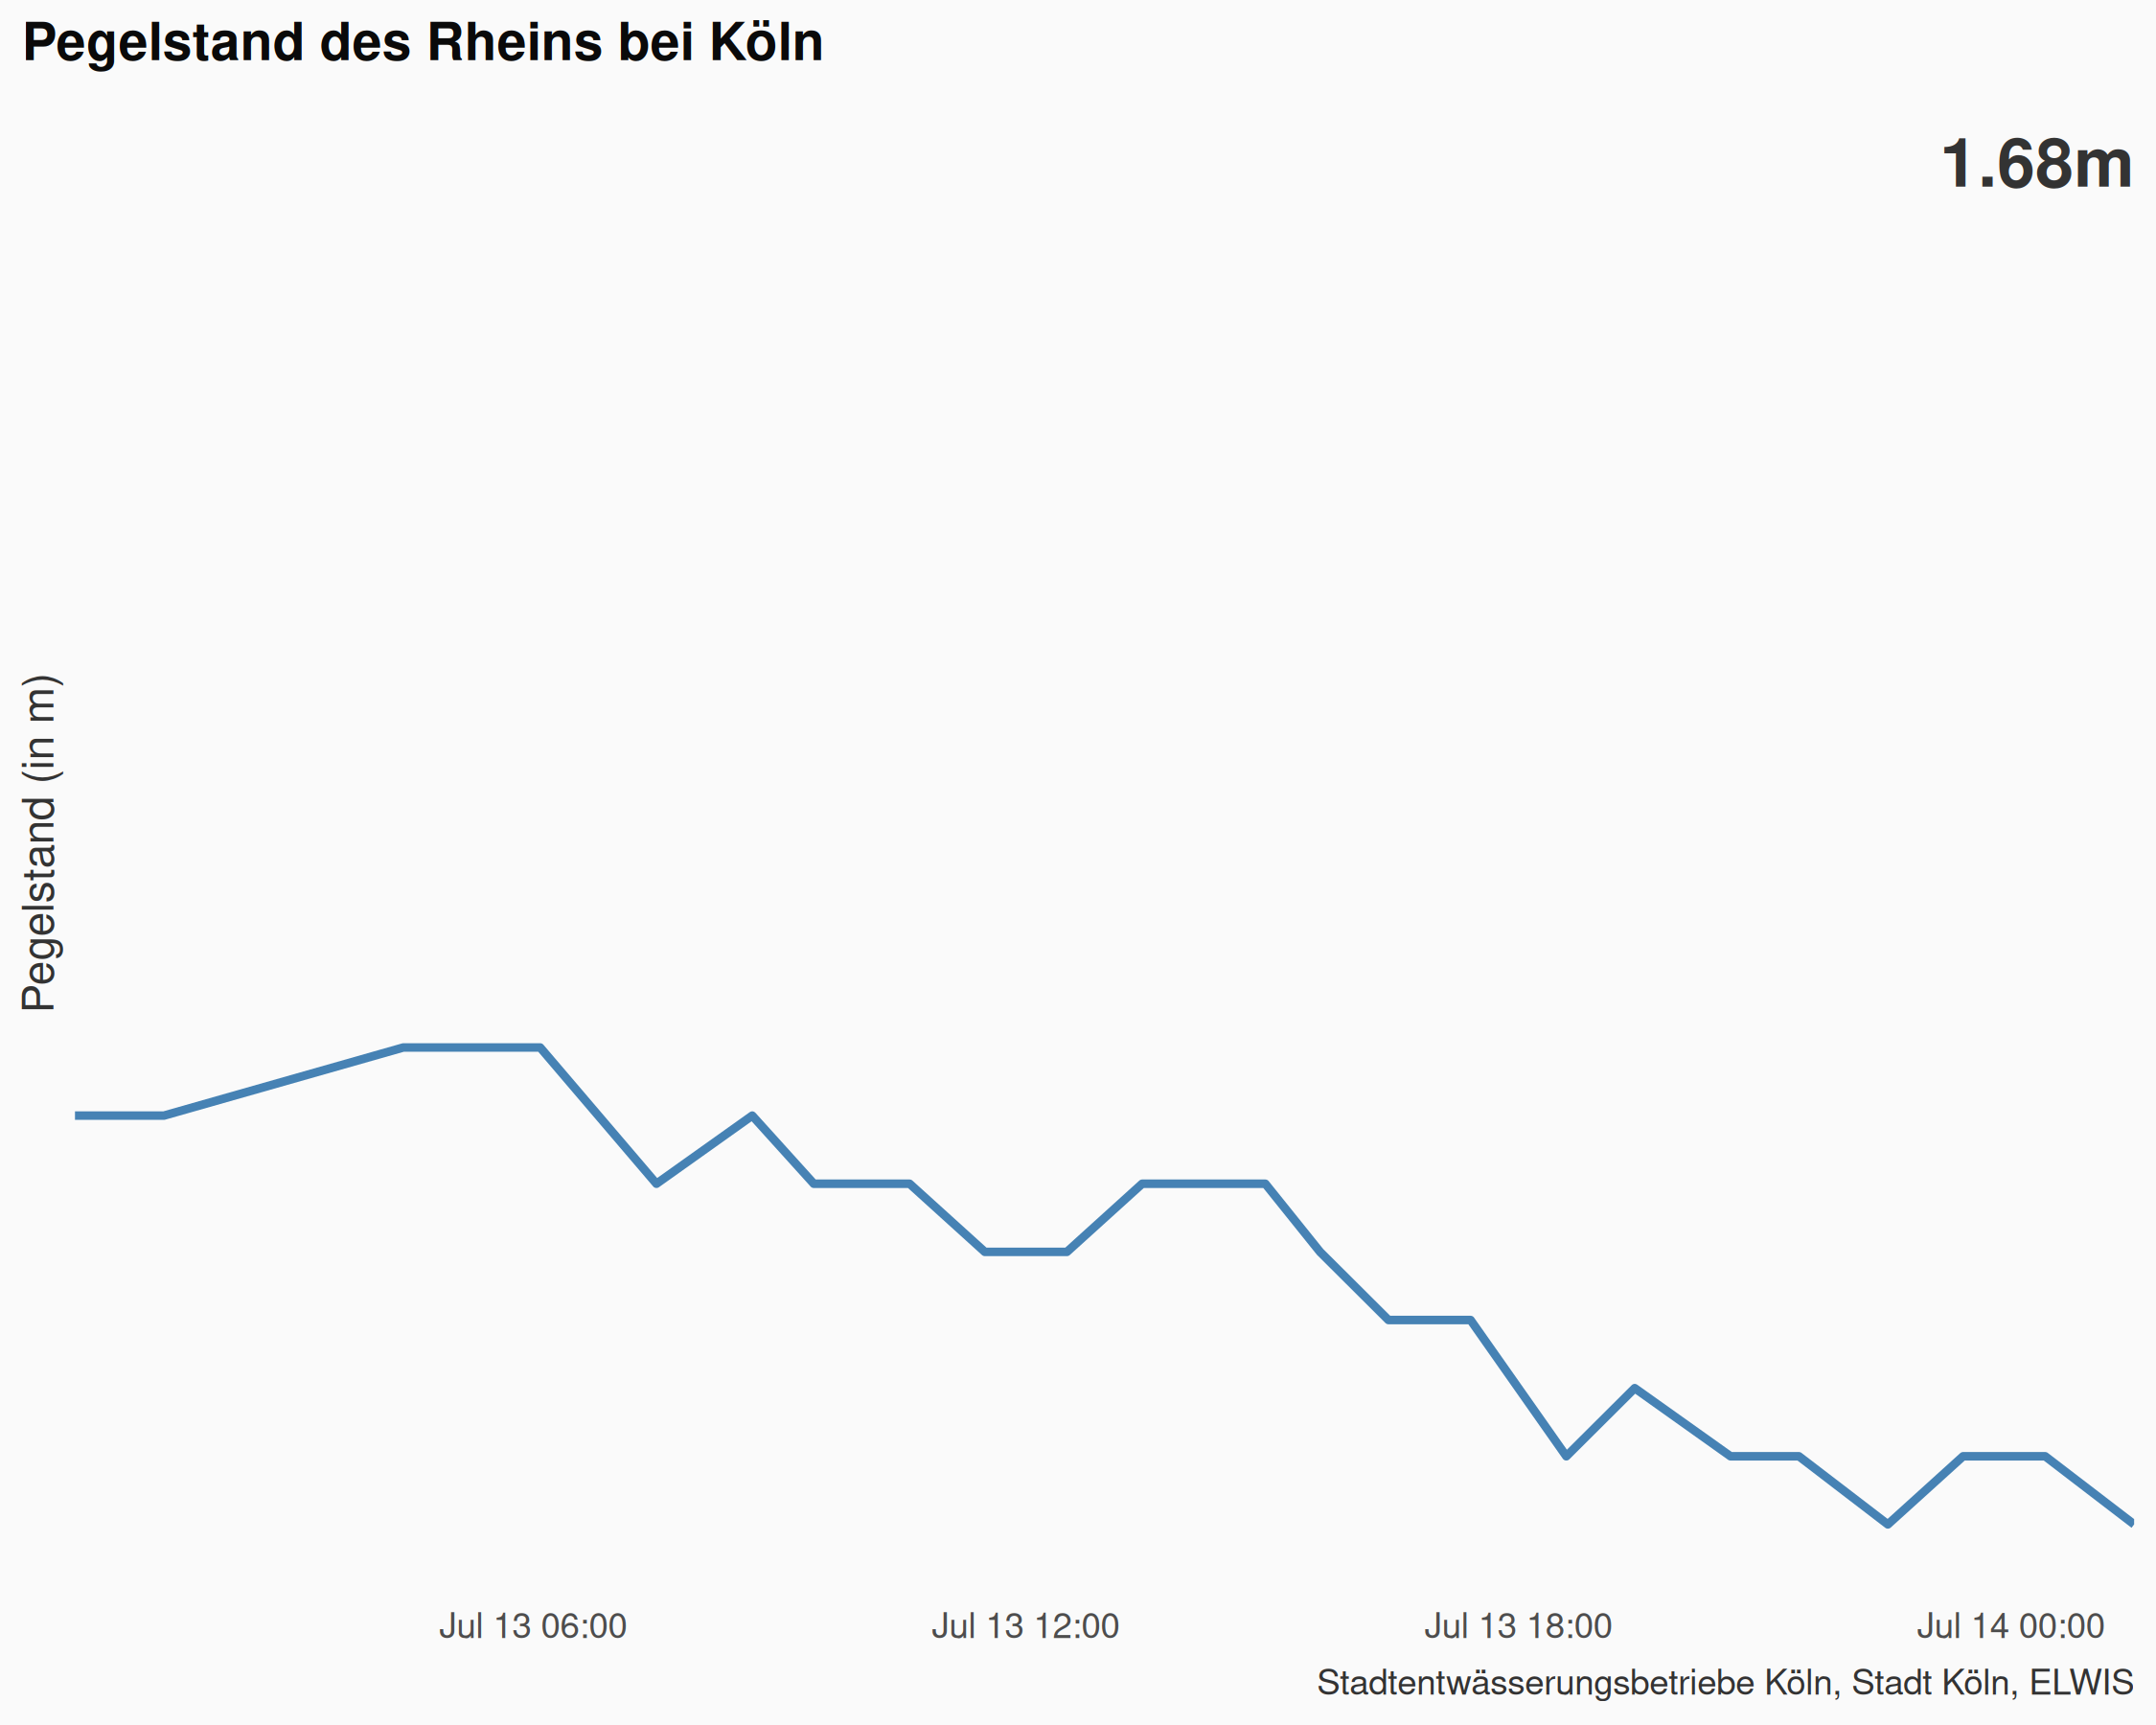 Pegelstand des Rheins bei Köln
1.68m
Pegelstand (in m)
Jul 13 06:00
Jul 13 12:00
Jul 13 18:00
Jul 14 00:00
Stadtentwässerungsbetriebe Köln, Stadt Köln, ELWIS